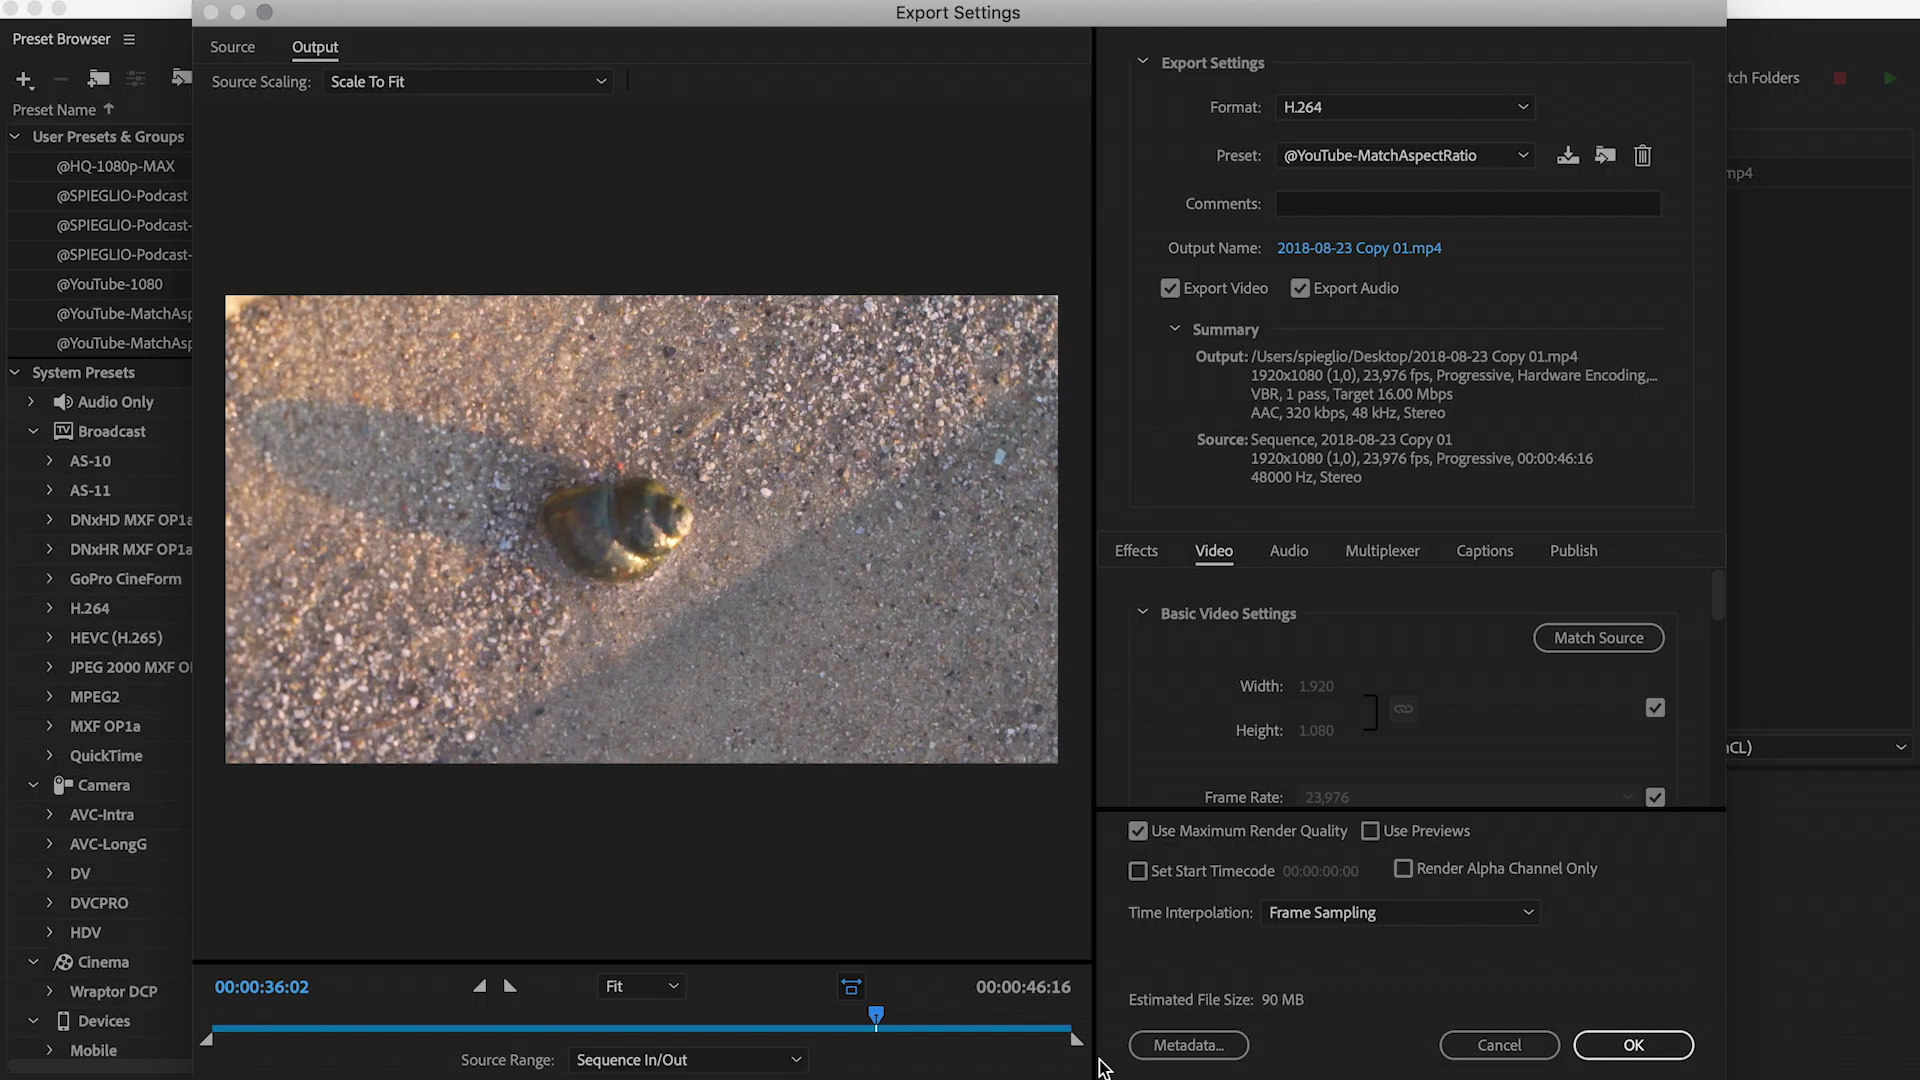 Export Settings
Preset Browser
Preset Name
User Presets & Groups
@HQ-1080p-MAX
@SPIEGLIO-Podcast
@SPIEGLIO-Podcast-
@SPIEGLIO-Podcast-
@YouTube-1080
@YouTube-MatchAsp
@YouTube-MatchAsp
System Presets
Audio Only
Broadcast
AS-10
AS-11
DNxHD MXF OP1a
DNxHR MXF OP1a
GoPro CineForm
H.264
HEVC (H.265)
JPEG 2000 MXF O
MPEG2
MXF OP1a
QuickTime
Camera
AVC-Intra
AVC-LongG
DV
DVCPRO
HDV
Cinema
Wraptor DCP
Devices
Mobile
Source Output
Source Scaling: Scale To Fit
00:00:36:02 Fit 00:00:46:16
Source Range: Sequence In/Out
Export Settings
Format: H.264
Preset: @YouTube-MatchAspectRatio
Comments:
Output Name: 2018-08-23 Copy 01.mp4
Export Video Export Audio
Summary
Output: /Users/spieglio/Desktop/2018-08-23 Copy 01.mp4
1920x1080 (1,0), 23,976 fps, Progressive, Hardware Encoding,...
VBR, 1 pass, Target 16.00 Mbps
AAC, 320 kbps, 48 kHz, Stereo
Source: Sequence, 2018-08-23 Copy 01
1920x1080 (1,0), 23,976 fps, Progressive, 00:00:46:16
48000 Hz, Stereo
Effects Video Audio Multiplexer Captions Publish
Basic Video Settings
Match Source
Width: 1.920
Height: 1.080
Frame Rate: 23,976
Use Maximum Render Quality Use Previews
Set Start Timecode 00:00:00:00 Render Alpha Channel Only
Time Interpolation: Frame Sampling
Estimated File Size: 90 MB
Metadata... Cancel OK
tch Folders
mp4
nCL)